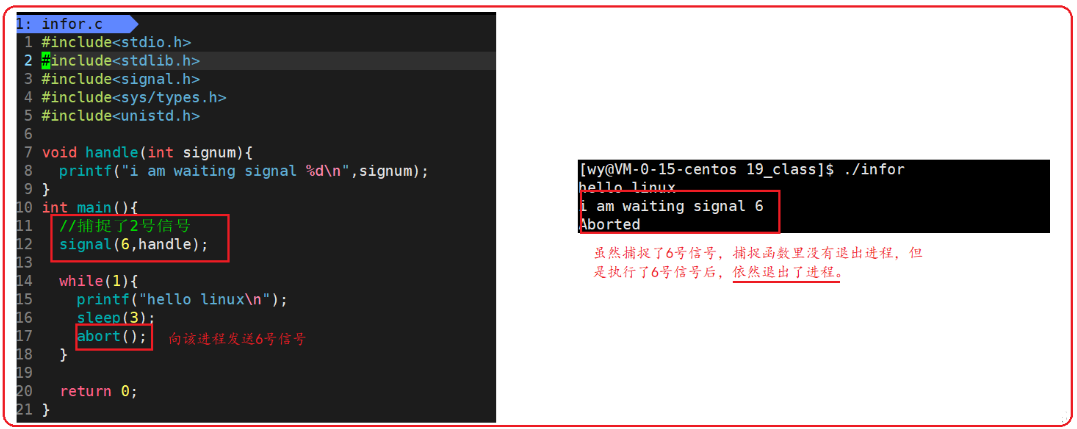 1: infor.c
1 #include<stdio.h>
2 #include<stdlib.h>
3 #include<signal.h>
4 #include<sys/types.h>
5 #include<unistd.h>
6
7 void handle(int signum){
8   printf("i am waiting signal %d\n",signum);
9 }
10 int main(){
11   //捕捉了2号信号
12   signal(6,handle);
13
14   while(1){
15     printf("hello linux\n");
16     sleep(3);
17     abort();
向该进程发送6号信号
18   }
19
20   return 0;
21 }
[wy@VM-0-15-centos 19_class]$ ./infor
hello linux
i am waiting signal 6
Aborted
虽然捕捉了6号信号，捕捉函数里没有退出进程，但
是执行了6号信号后，依然退出了进程。